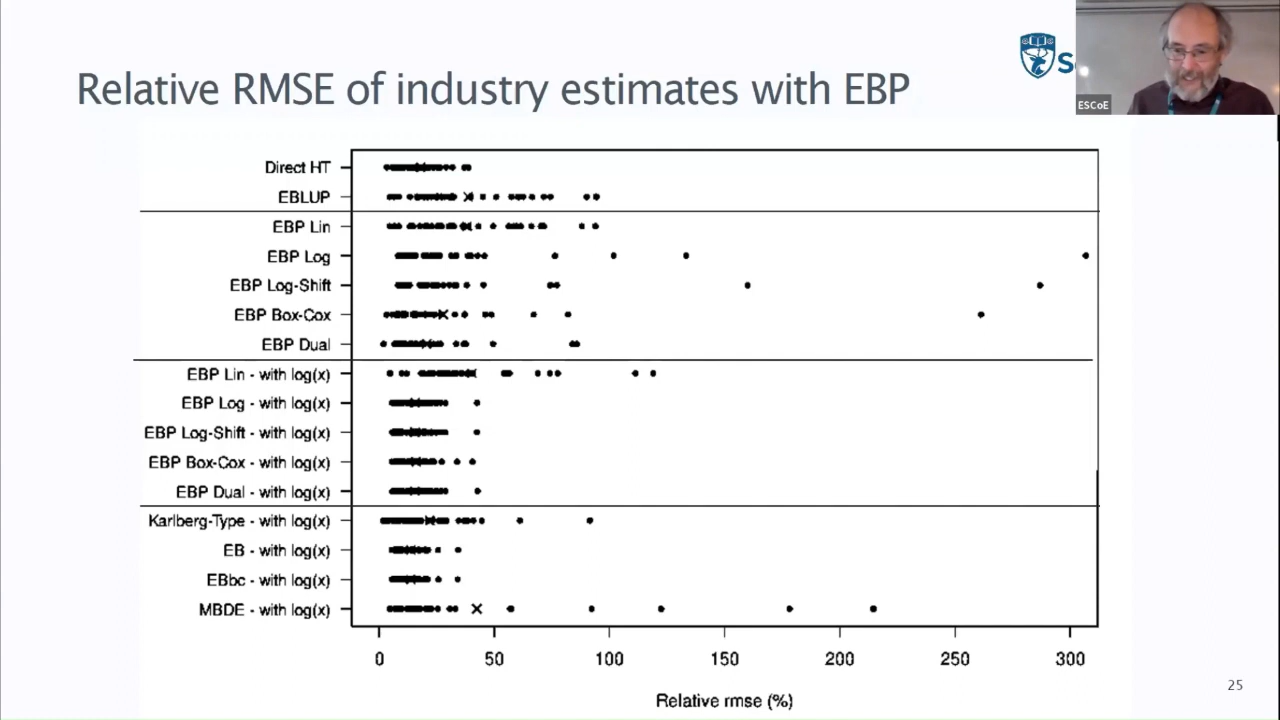 S
Relative RMSE of industry estimates with EBP
ESCoE
Direct HT
EBLUP
EBP Lin
EBP Log
EBP Log-Shift
EBP Box-Cox
EBP Dual
EBP Lin - with log(x)
EBP Log - with log(x)
EBP Log-Shift - with log(x)
EBP Box-Cox - with log(x)
EBP Dual - with log(x)
Karlberg-Type - with log(x)
EB - with log(x)
EBbc - with log(x)
MBDE - with log(x)
0 50 100 150 200 250 300
Relative rmse (%)
25